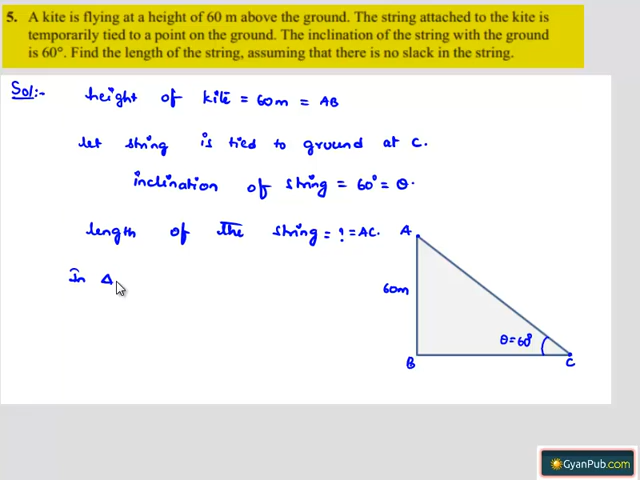 5. A kite is flying at a height of 60 m above the ground. The string attached to the kite is
temporarily tied to a point on the ground. The inclination of the string with the ground
is 60°. Find the length of the string, assuming that there is no slack in the string.
Sol:-
height of kite = 60m = AB
let string is tied to ground at C.
inclination of string = 60° = θ.
length of the string = ? = AC.
A
In Δ
60m
θ=60°
B
C
GyanPub.com